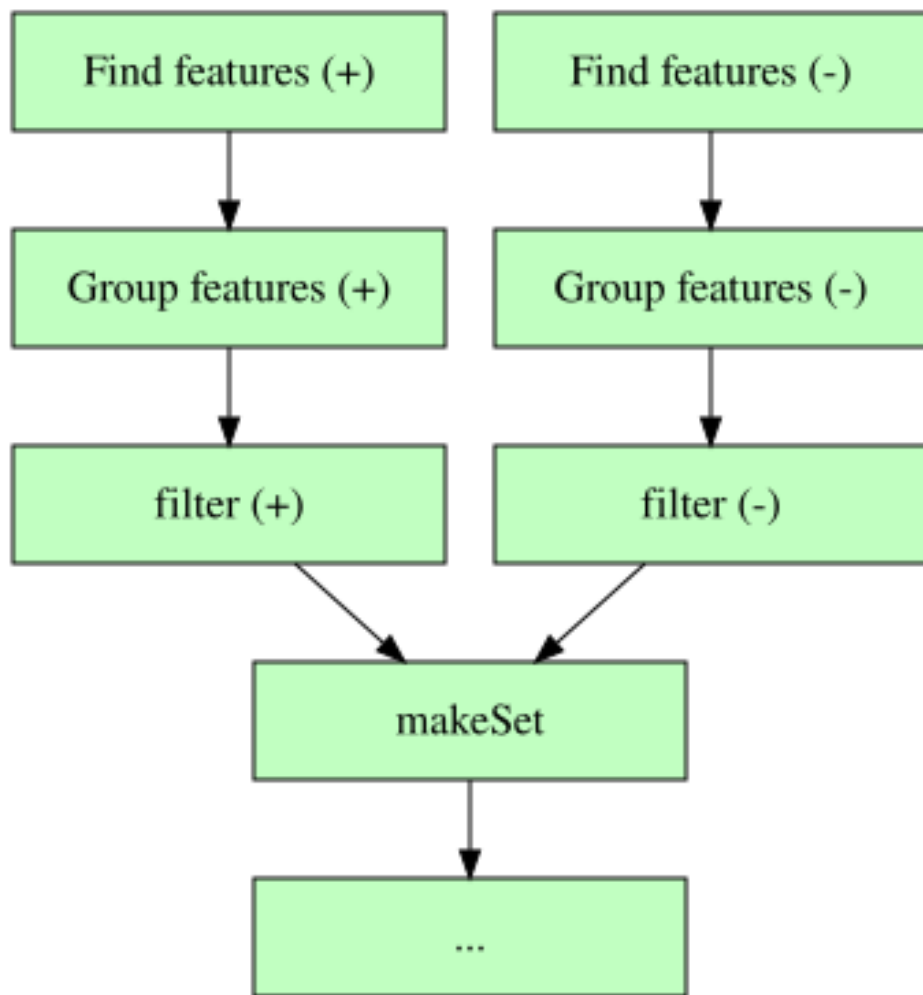 Find features (+)
Find features (-)
Group features (+)
Group features (-)
filter (+)
filter (-)
makeSet
...